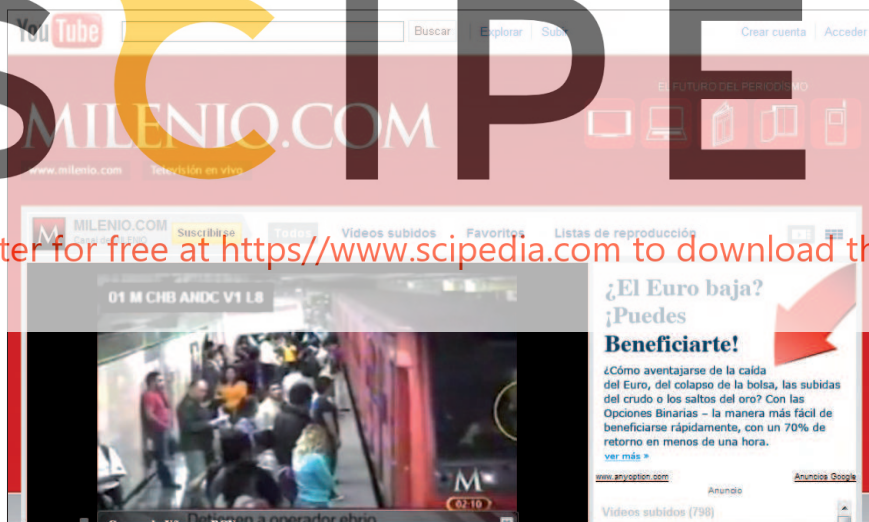 YouTube
Buscar Explorar Subir Crear cuenta Acceder
SCIPE
EL FUTURO DEL PERIODISMO
MILENIO.COM
www.milenio.com Televisión en vivo
M MILENIO.COM Suscribirse Todos Vídeos subidos Favoritos Listas de reproducción
ter for free at https//www.scipedia.com to download th
01 M CHB ANDC V1 L8
¿El Euro baja?
¡Puedes
Beneficiarte!
¿Cómo aventajarse de la caída
del Euro, del colapso de la bolsa, las subidas
del crudo o los saltos del oro? Con las
Opciones Binarias – la manera más fácil de
beneficiarse rápidamente, con un 70% de
retorno en menos de una hora.
ver más »
www.anyoption.com Anuncios Google
Anuncio
M
02:10
Detienen a operador ebrio
Vídeos subidos (798)